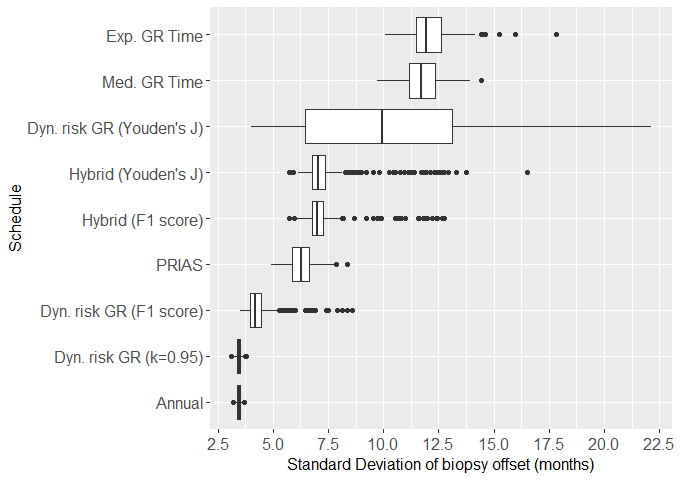 Exp. GR Time
Med. GR Time
Dyn. risk GR (Youden's J)
Hybrid (Youden's J)
Hybrid (F1 score)
PRIAS
Dyn. risk GR (F1 score)
Dyn. risk GR (k=0.95)
Annual
Schedule
2.5 5.0 7.5 10.0 12.5 15.0 17.5 20.0 22.5
Standard Deviation of biopsy offset (months)